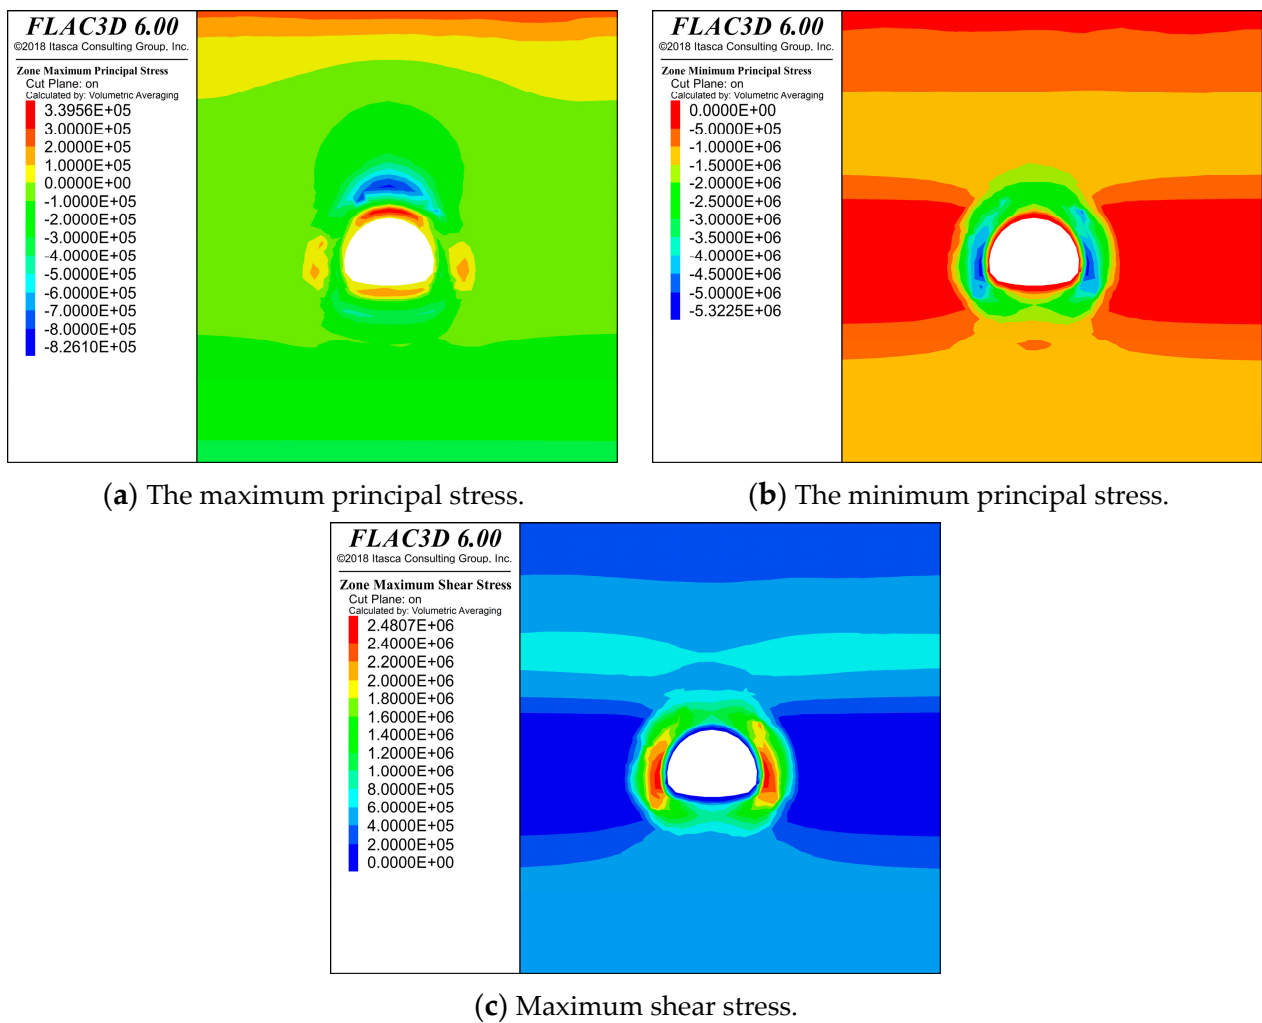 FLAC3D 6.00
©2018 Itasca Consulting Group, Inc.
Zone Maximum Principal Stress
Cut Plane: on
Calculated by: Volumetric Averaging
3.3956E+05
3.0000E+05
2.0000E+05
1.0000E+05
0.0000E+00
-1.0000E+05
-2.0000E+05
-3.0000E+05
-4.0000E+05
-5.0000E+05
-6.0000E+05
-7.0000E+05
-8.0000E+05
-8.2610E+05
(a) The maximum principal stress.
FLAC3D 6.00
©2018 Itasca Consulting Group, Inc.
Zone Minimum Principal Stress
Cut Plane: on
Calculated by: Volumetric Averaging
0.0000E+00
-5.0000E+05
-1.0000E+06
-1.5000E+06
-2.0000E+06
-2.5000E+06
-3.0000E+06
-3.5000E+06
-4.0000E+06
-4.5000E+06
-5.0000E+06
-5.3225E+06
(b) The minimum principal stress.
FLAC3D 6.00
©2018 Itasca Consulting Group, Inc.
Zone Maximum Shear Stress
Cut Plane: on
Calculated by: Volumetric Averaging
2.4807E+06
2.4000E+06
2.2000E+06
2.0000E+06
1.8000E+06
1.6000E+06
1.4000E+06
1.2000E+06
1.0000E+06
8.0000E+05
6.0000E+05
4.0000E+05
2.0000E+05
0.0000E+00
(c) Maximum shear stress.